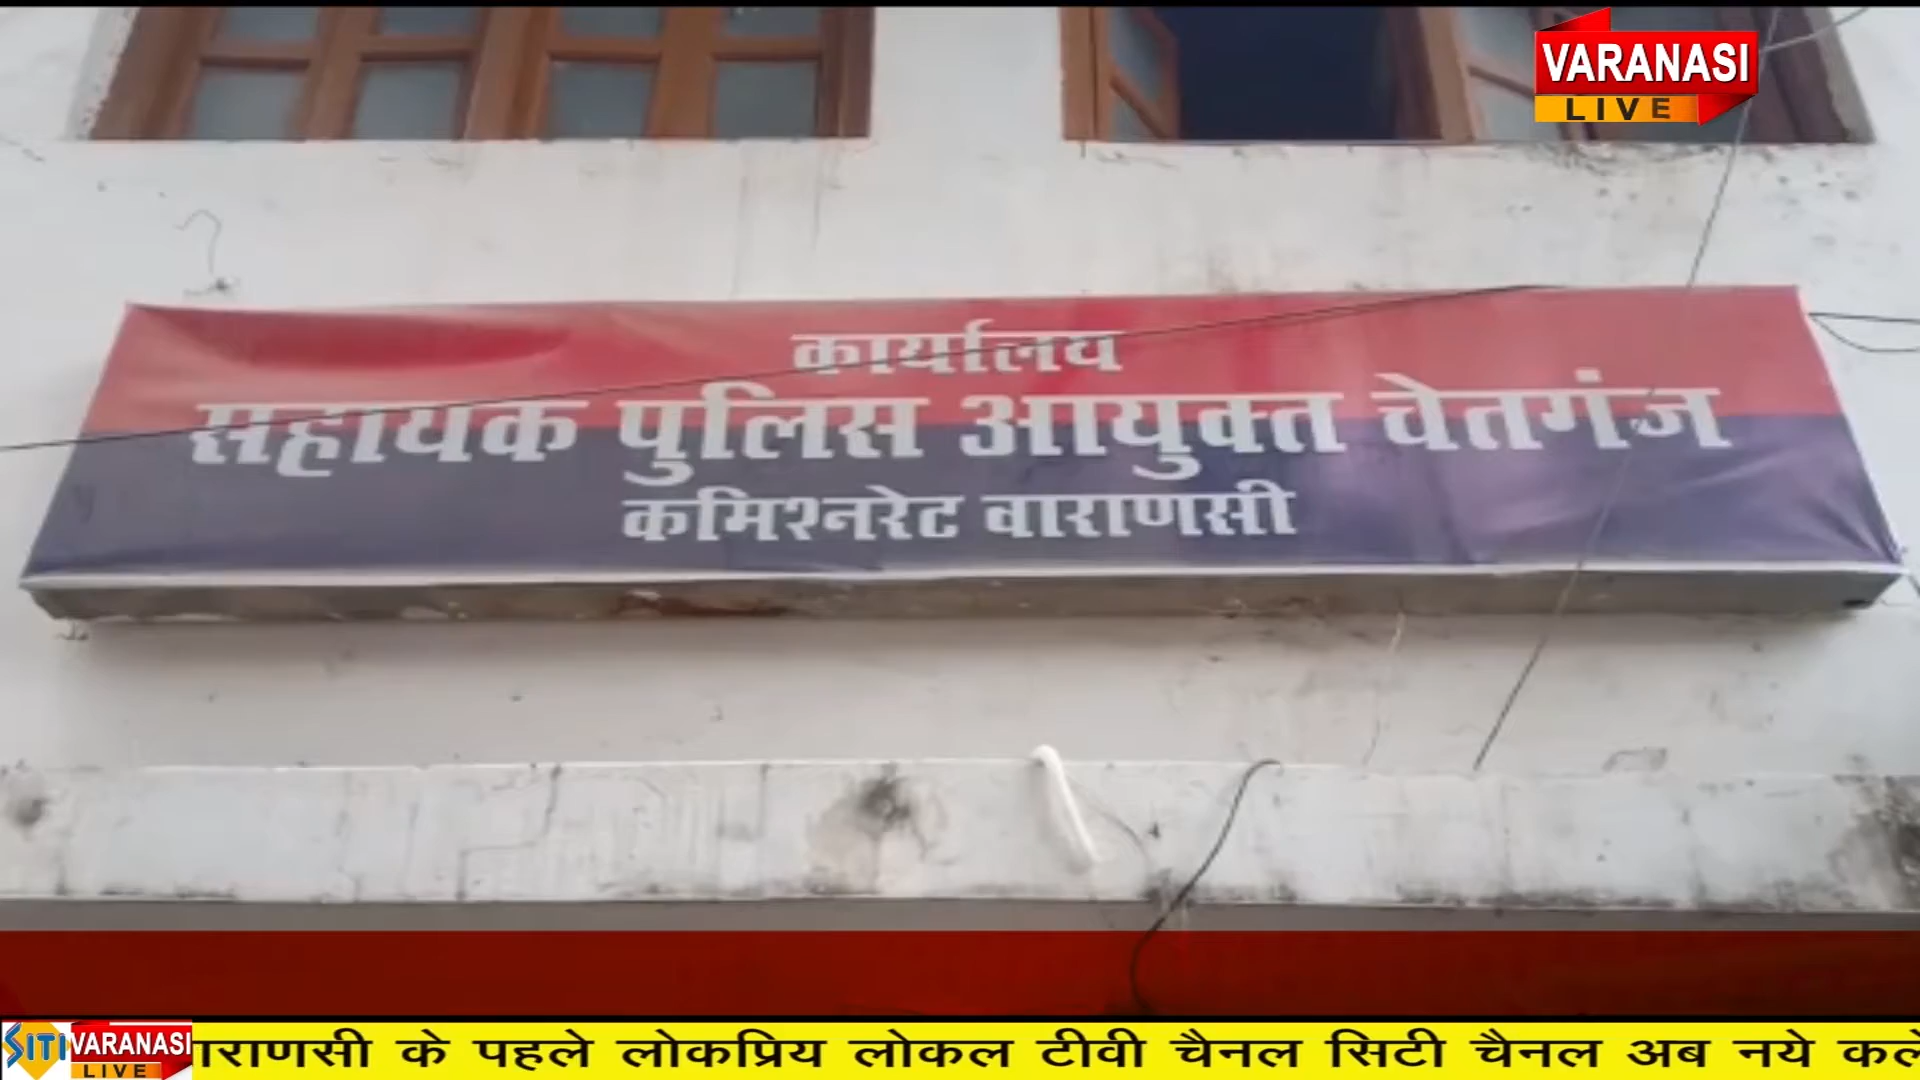 VARANASI
LIVE
कार्यालय
सहायक पुलिस आयुक्त चेतगंज
कमिश्नरेट वाराणसी
SITI VARANASI
LIVE
के पहले लोकप्रिय लोकल टीवी चैनल सिटी चैनल अब नये